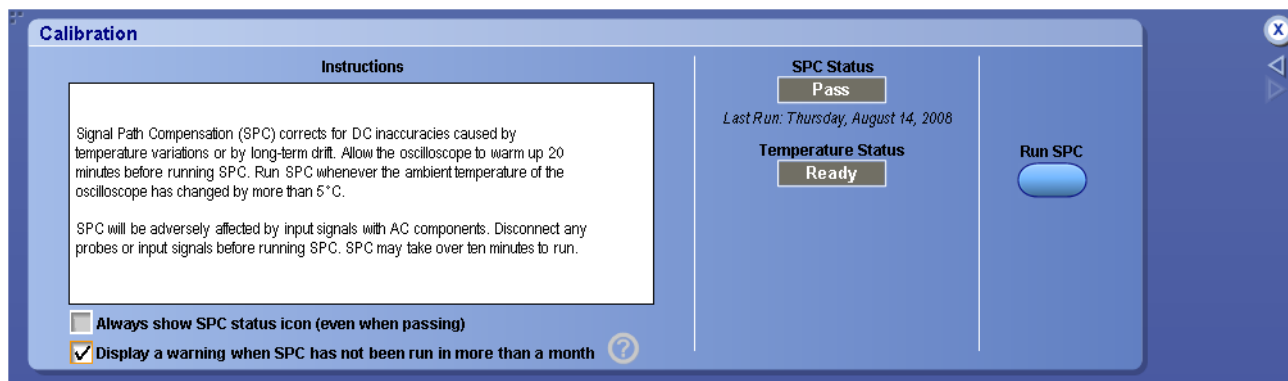 Calibration
Instructions
Signal Path Compensation (SPC) corrects for DC inaccuracies caused by
temperature variations or by long-term drift. Allow the oscilloscope to warm up 20
minutes before running SPC. Run SPC whenever the ambient temperature of the
oscilloscope has changed by more than 5°C.
SPC will be adversely affected by input signals with AC components. Disconnect any
probes or input signals before running SPC. SPC may take over ten minutes to run.
Always show SPC status icon (even when passing)
Display a warning when SPC has not been run in more than a month ?
SPC Status
Pass
Last Run: Thursday, August 14, 2008
Temperature Status
Ready
Run SPC
X